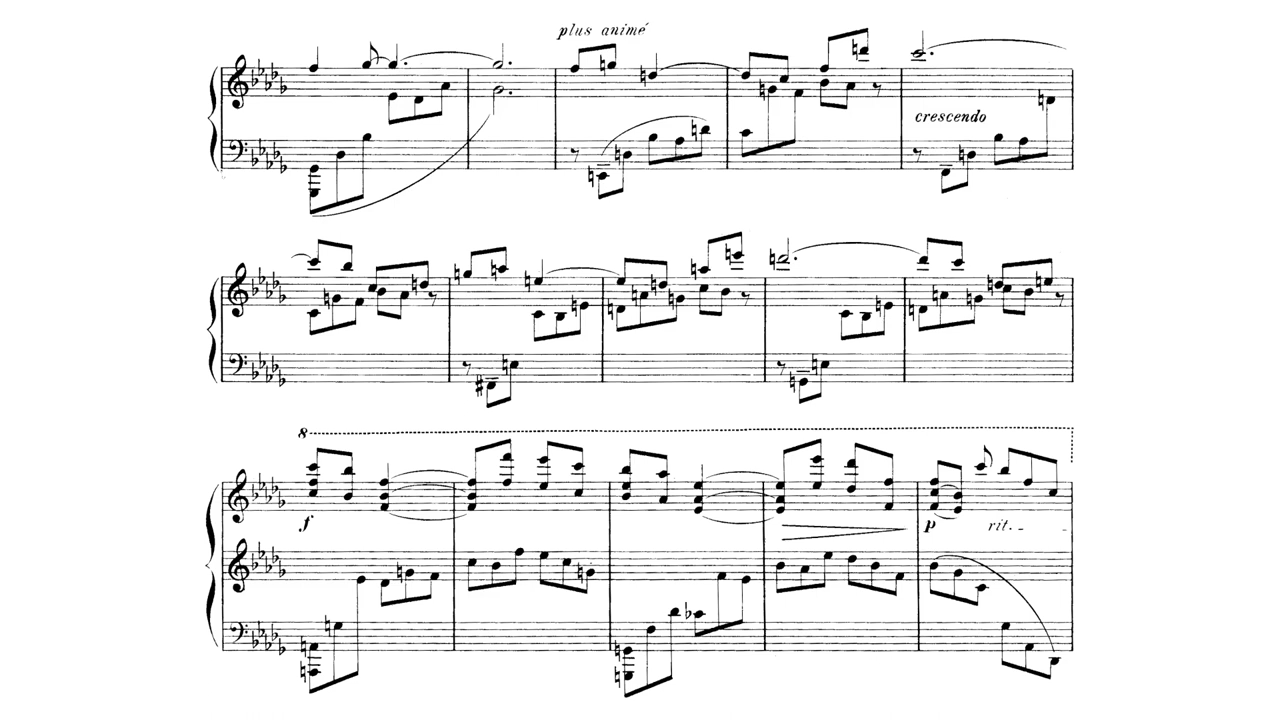 plus animé
crescendo
8
f
p rit.